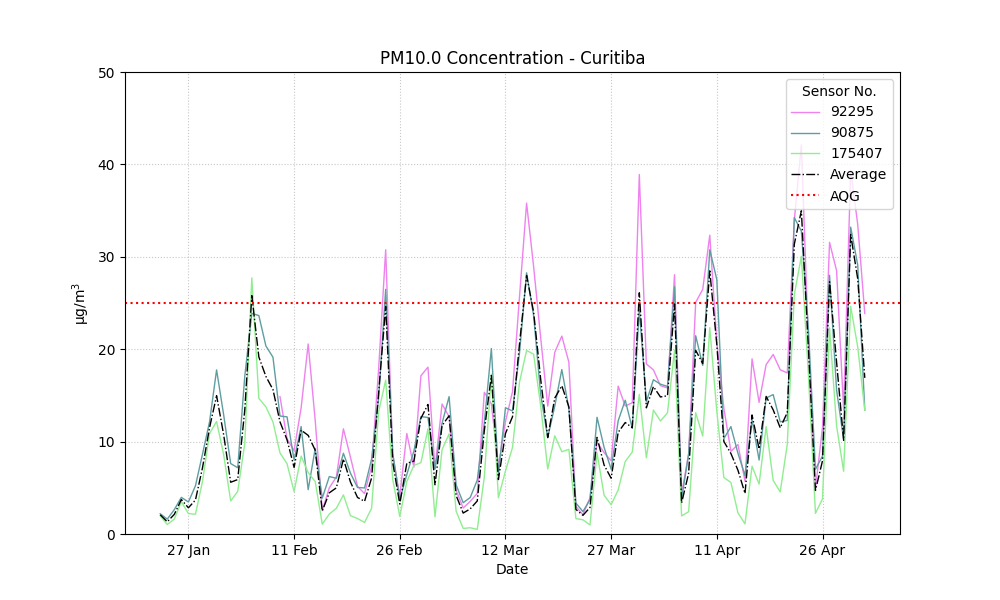 PM10.0 Concentration - Curitiba
50
40
30
20
10
0
µg/m³
27 Jan
11 Feb
26 Feb
12 Mar
27 Mar
11 Apr
26 Apr
Date
Sensor No.
92295
90875
175407
Average
AQG